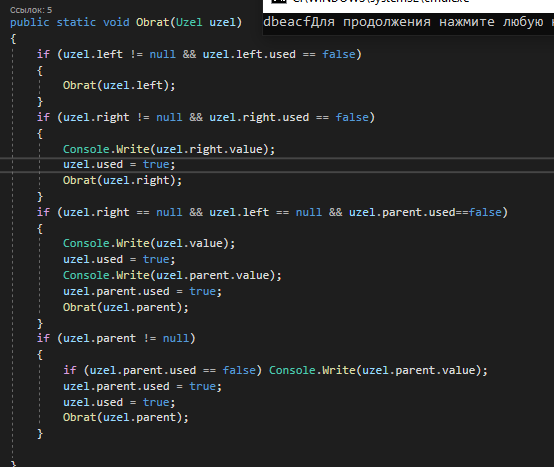 Ссылок: 5
public static void Obrat(Uzel uzel)
{
if (uzel.left != null && uzel.left.used == false)
{
Obrat(uzel.left);
}
if (uzel.right != null && uzel.right.used == false)
{
Console.Write(uzel.right.value);
uzel.used = true;
Obrat(uzel.right);
}
if (uzel.right == null && uzel.left == null && uzel.parent.used==false)
{
Console.Write(uzel.value);
uzel.used = true;
Console.Write(uzel.parent.value);
uzel.parent.used = true;
Obrat(uzel.parent);
}
if (uzel.parent != null)
{
if (uzel.parent.used == false) Console.Write(uzel.parent.value);
uzel.parent.used = true;
uzel.used = true;
Obrat(uzel.parent);
}
}
dbeacfДля продолжения нажмите любую